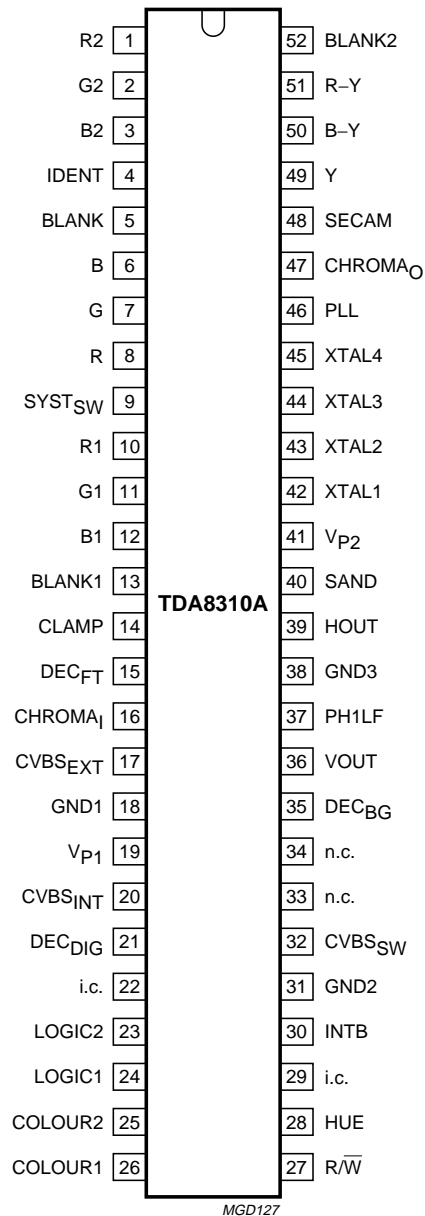 R2 1 52 BLANK2
G2 2 51 R–Y
B2 3 50 B–Y
IDENT 4 49 Y
BLANK 5 48 SECAM
B 6 47 CHROMAO
G 7 46 PLL
R 8 45 XTAL4
SYSTSW 9 44 XTAL3
R1 10 43 XTAL2
G1 11 42 XTAL1
B1 12 41 VP2
BLANK1 13 40 SAND
TDA8310A
CLAMP 14 39 HOUT
DECFT 15 38 GND3
CHROMAI 16 37 PH1LF
CVBSEXT 17 36 VOUT
GND1 18 35 DECBG
VP1 19 34 n.c.
CVBSINT 20 33 n.c.
DECDIG 21 32 CVBSSW
i.c. 22 31 GND2
LOGIC2 23 30 INTB
LOGIC1 24 29 i.c.
COLOUR2 25 28 HUE
COLOUR1 26 27 R/W̅
MGD127